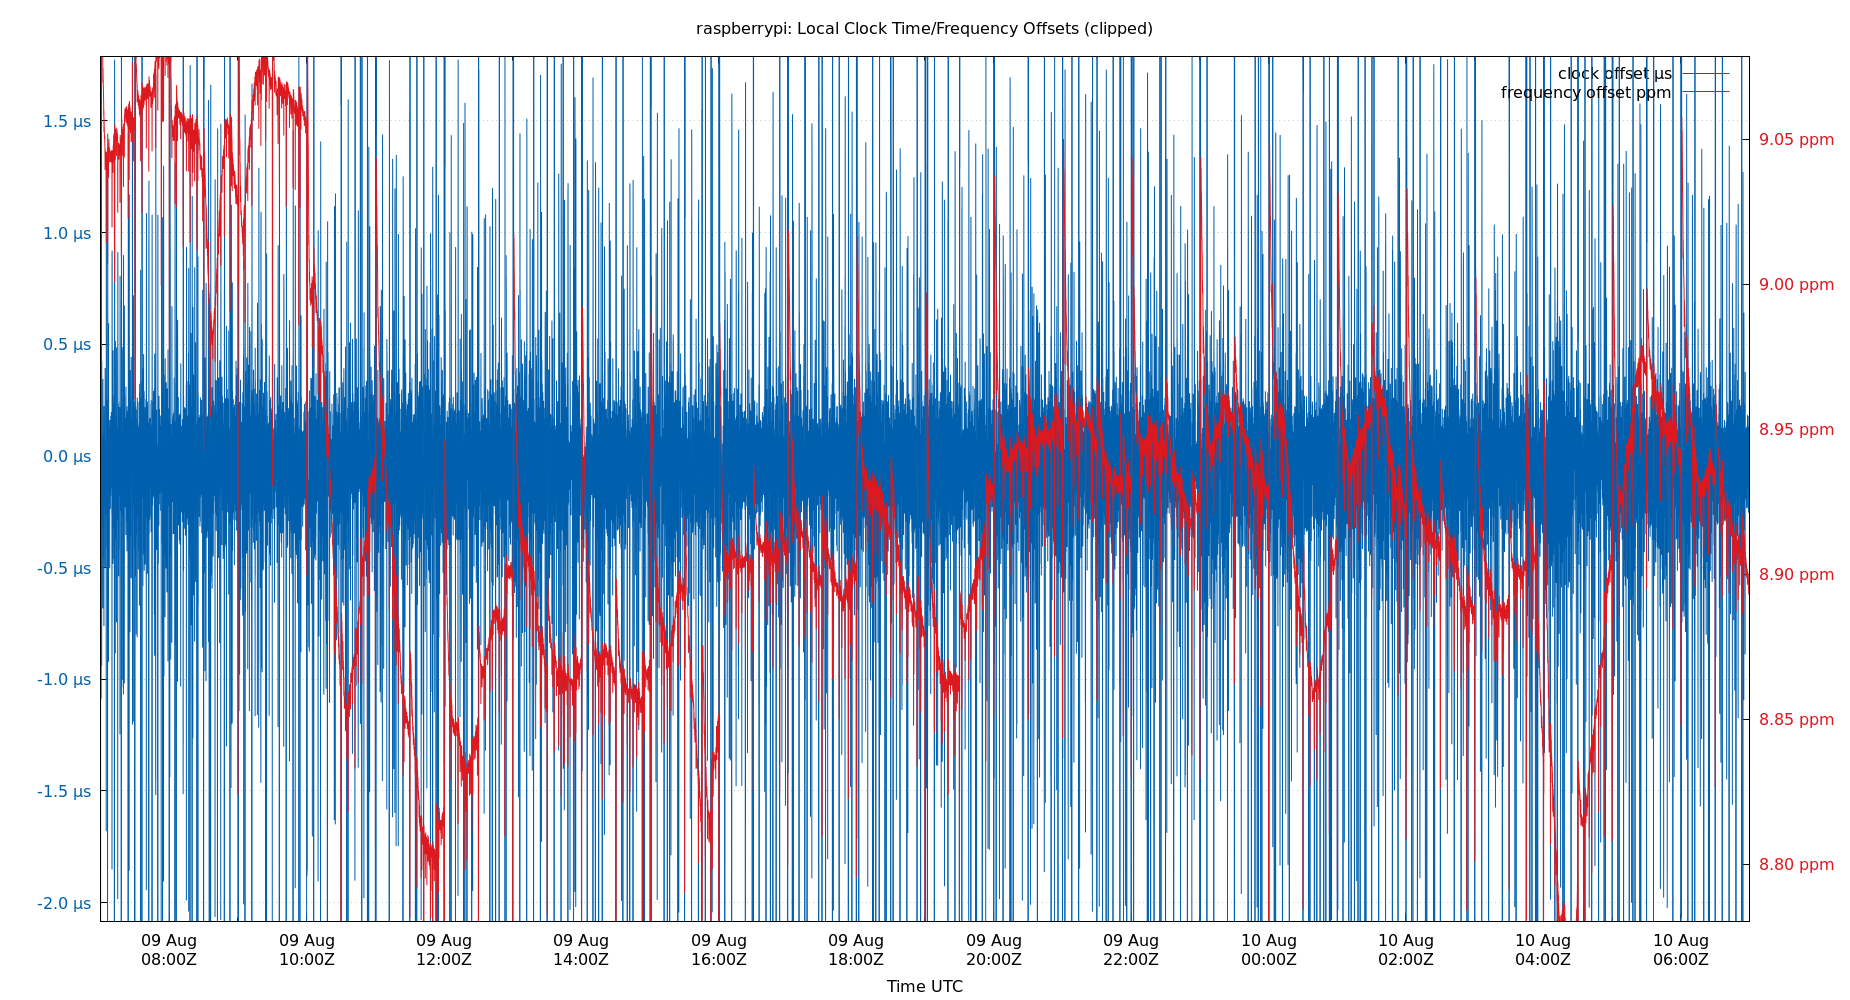 raspberrypi: Local Clock Time/Frequency Offsets (clipped)
clock offset µs
frequency offset ppm
1.5 µs
1.0 µs
0.5 µs
0.0 µs
-0.5 µs
-1.0 µs
-1.5 µs
-2.0 µs
9.05 ppm
9.00 ppm
8.95 ppm
8.90 ppm
8.85 ppm
8.80 ppm
09 Aug 09 Aug 09 Aug 09 Aug 09 Aug 09 Aug 09 Aug 09 Aug 10 Aug 10 Aug 10 Aug 10 Aug
08:00Z 10:00Z 12:00Z 14:00Z 16:00Z 18:00Z 20:00Z 22:00Z 00:00Z 02:00Z 04:00Z 06:00Z
Time UTC